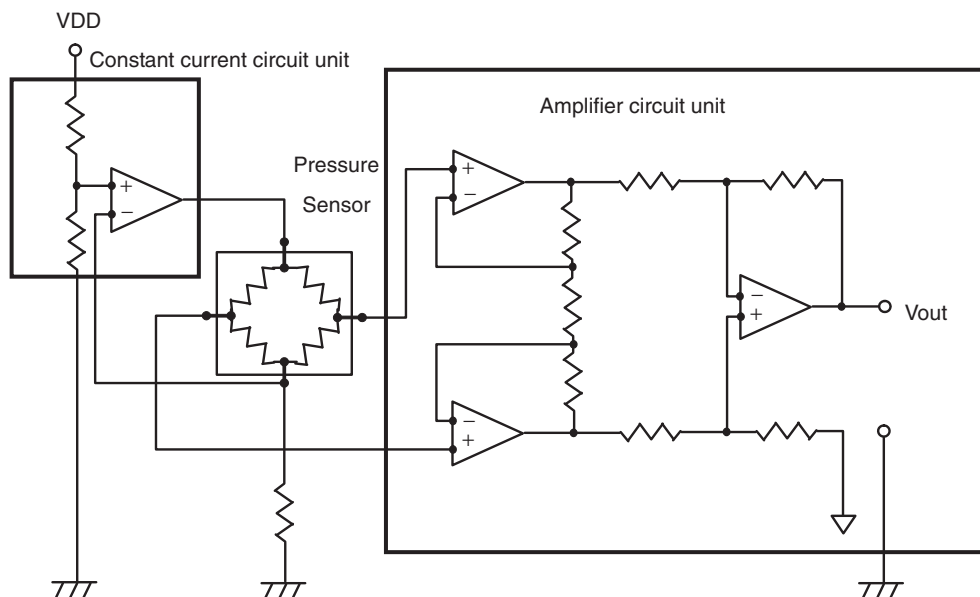 VDD
Constant current circuit unit
Amplifier circuit unit
Pressure
Sensor
+
−
+
−
−
+
Vout
−
+